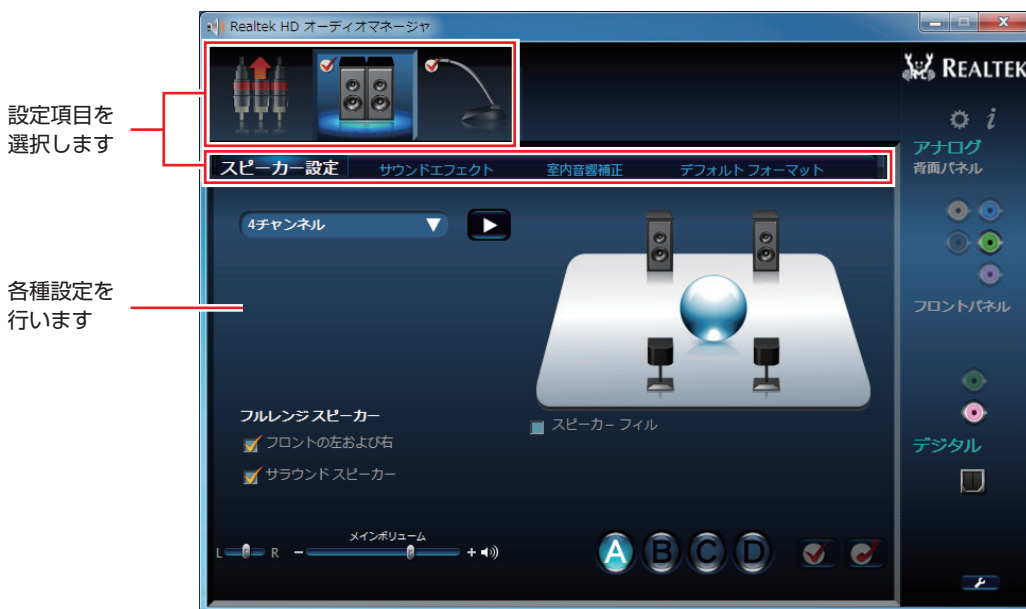 Realtek HD オーディオマネージャ
REALTEK
設定項目を
選択します
スピーカー設定 サウンドエフェクト 室内音響補正 デフォルト フォーマット
i
アナログ
背面パネル
4チャンネル
各種設定を
行います
フロントパネル
フルレンジ スピーカー
フロントの左および右
サラウンド スピーカー
スピーカー フィル
デジタル
メインボリューム
L R - +
A B C D